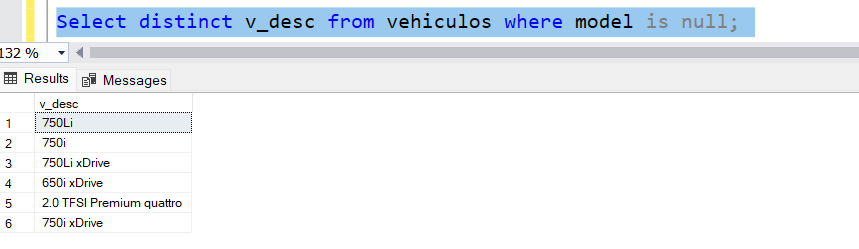 Select distinct v_desc from vehiculos where model is null;
132 %
Results Messages
v_desc
1 750Li
2 750i
3 750Li xDrive
4 650i xDrive
5 2.0 TFSI Premium quattro
6 750i xDrive